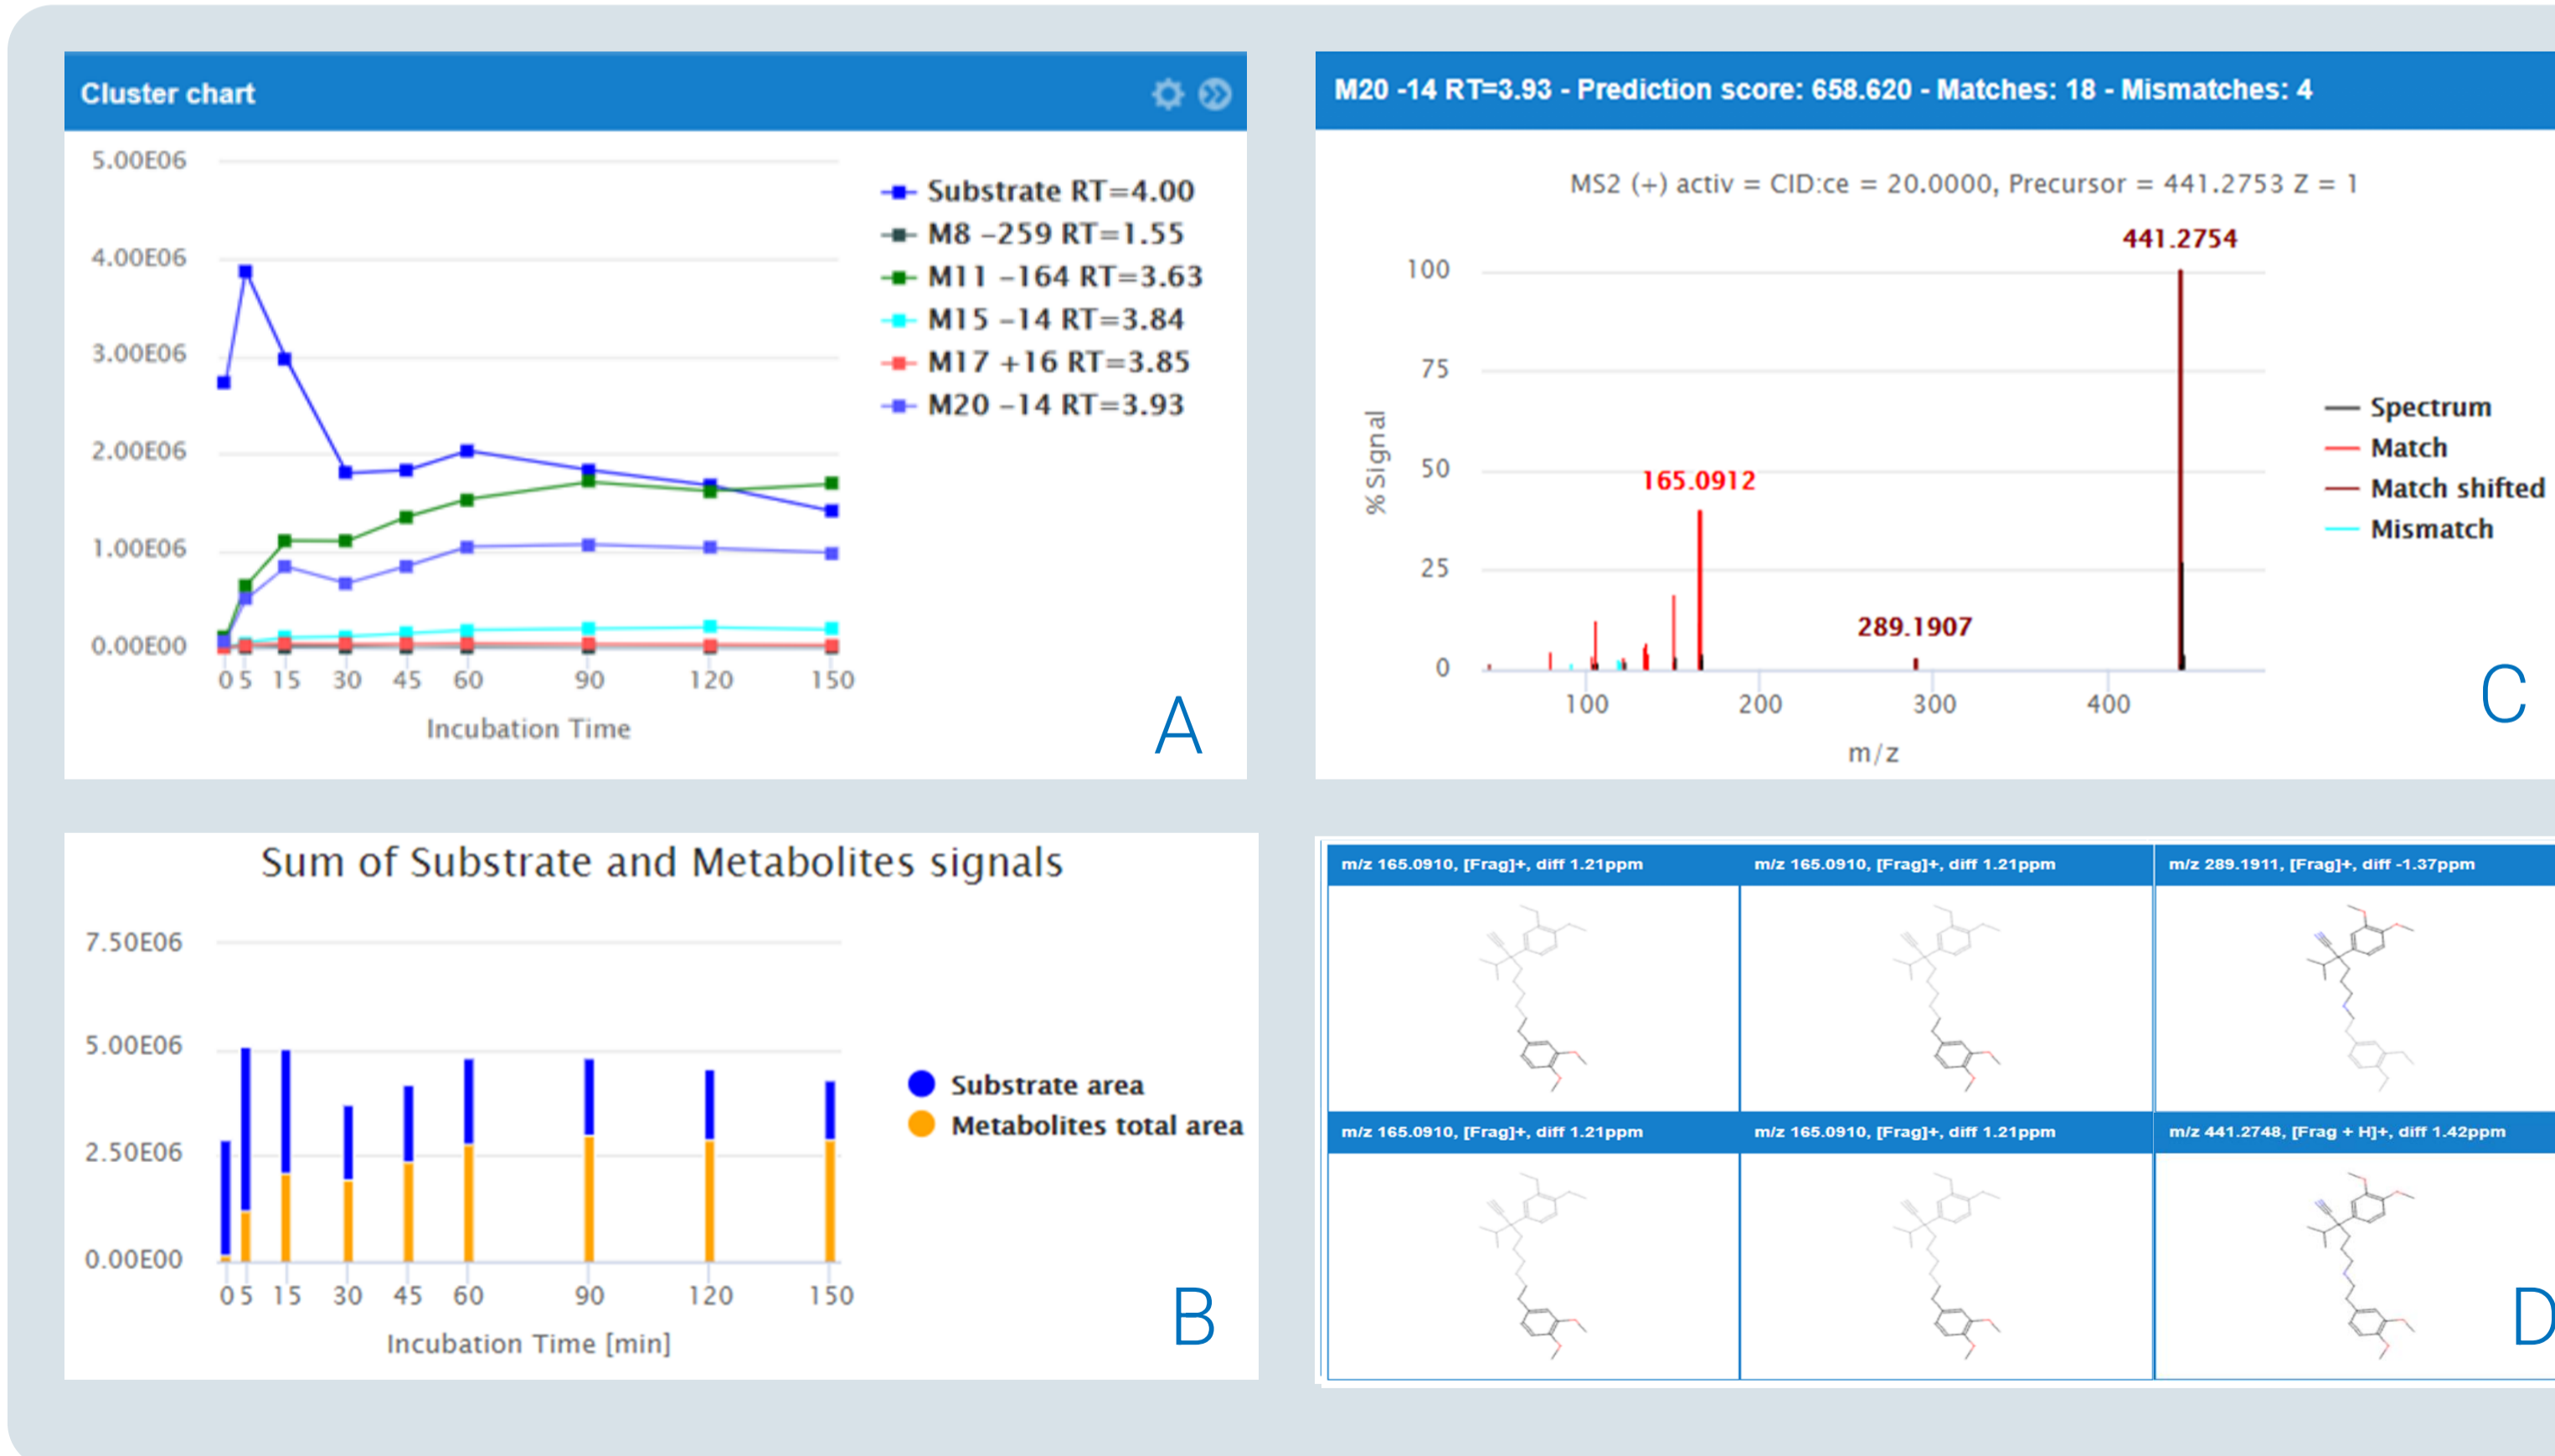 Cluster chart
5.00E06
4.00E06
3.00E06
2.00E06
1.00E06
0.00E00
0 5 15 30 45 60 90 120 150
Incubation Time
Substrate RT=4.00
M8 -259 RT=1.55
M11 -164 RT=3.63
M15 -14 RT=3.84
M17 +16 RT=3.85
M20 -14 RT=3.93
A
M20 -14 RT=3.93 - Prediction score: 658.620 - Matches: 18 - Mismatches: 4
MS2 (+) activ = CID:ce = 20.0000, Precursor = 441.2753 Z = 1
441.2754
100
75
50
25
0
% Signal
165.0912
289.1907
100 200 300 400
m/z
Spectrum
Match
Match shifted
Mismatch
C
Sum of Substrate and Metabolites signals
7.50E06
5.00E06
2.50E06
0.00E00
0 5 15 30 45 60 90 120 150
Incubation Time [min]
Substrate area
Metabolites total area
B
m/z 165.0910, [Frag]+, diff 1.21ppm
m/z 165.0910, [Frag]+, diff 1.21ppm
m/z 289.1911, [Frag]+, diff -1.37ppm
m/z 165.0910, [Frag]+, diff 1.21ppm
m/z 165.0910, [Frag]+, diff 1.21ppm
m/z 441.2748, [Frag + H]+, diff 1.42ppm
D